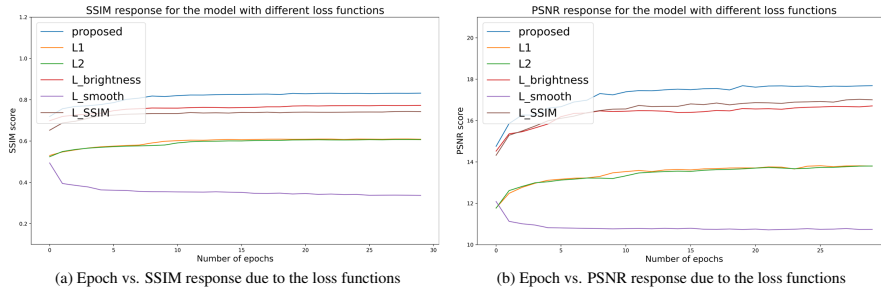 SSIM response for the model with different loss functions
1.2
1.0
0.8
0.6
0.4
0.2
SSIM score
proposed
L1
L2
L_brightness
L_smooth
L_SSIM
0 5 10 15 20 25 30
Number of epochs
(a) Epoch vs. SSIM response due to the loss functions
PSNR response for the model with different loss functions
20
18
16
14
12
10
PSNR score
proposed
L1
L2
L_brightness
L_smooth
L_SSIM
0 5 10 15 20 25
Number of epochs
(b) Epoch vs. PSNR response due to the loss functions